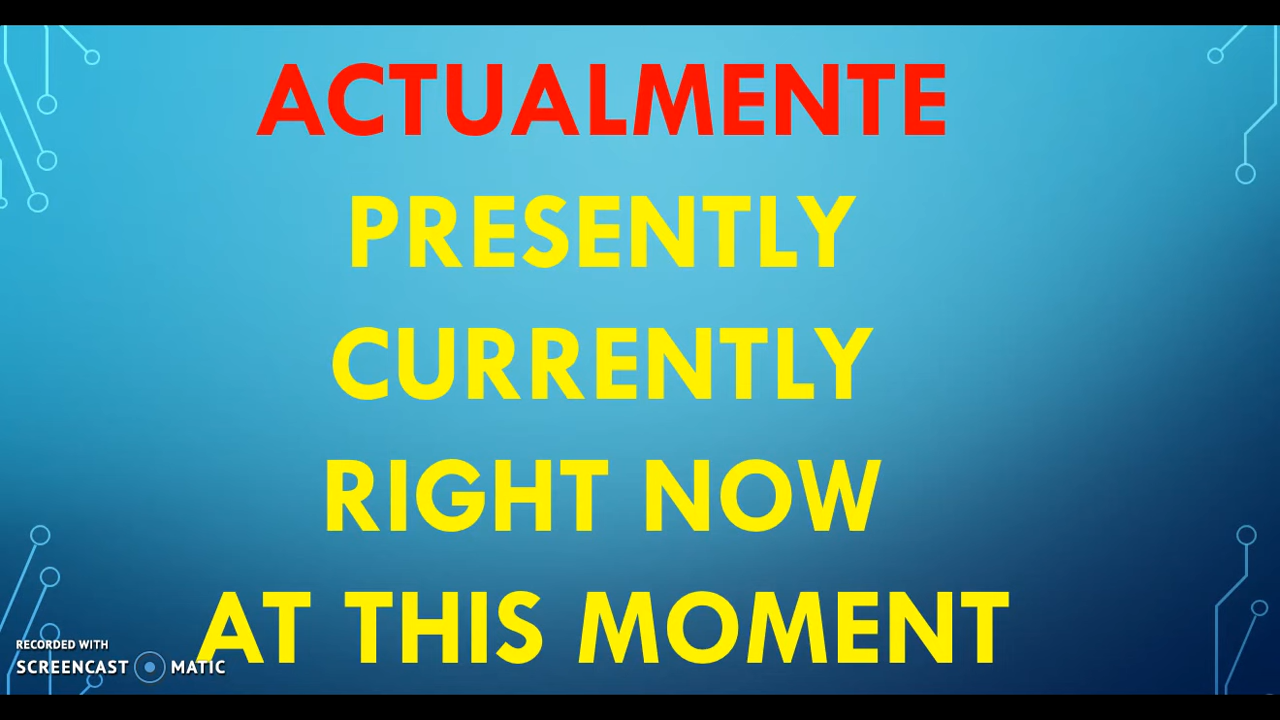 ACTUALMENTE
PRESENTLY
CURRENTLY
RIGHT NOW
AT THIS MOMENT
RECORDED WITH
SCREENCAST MATIC